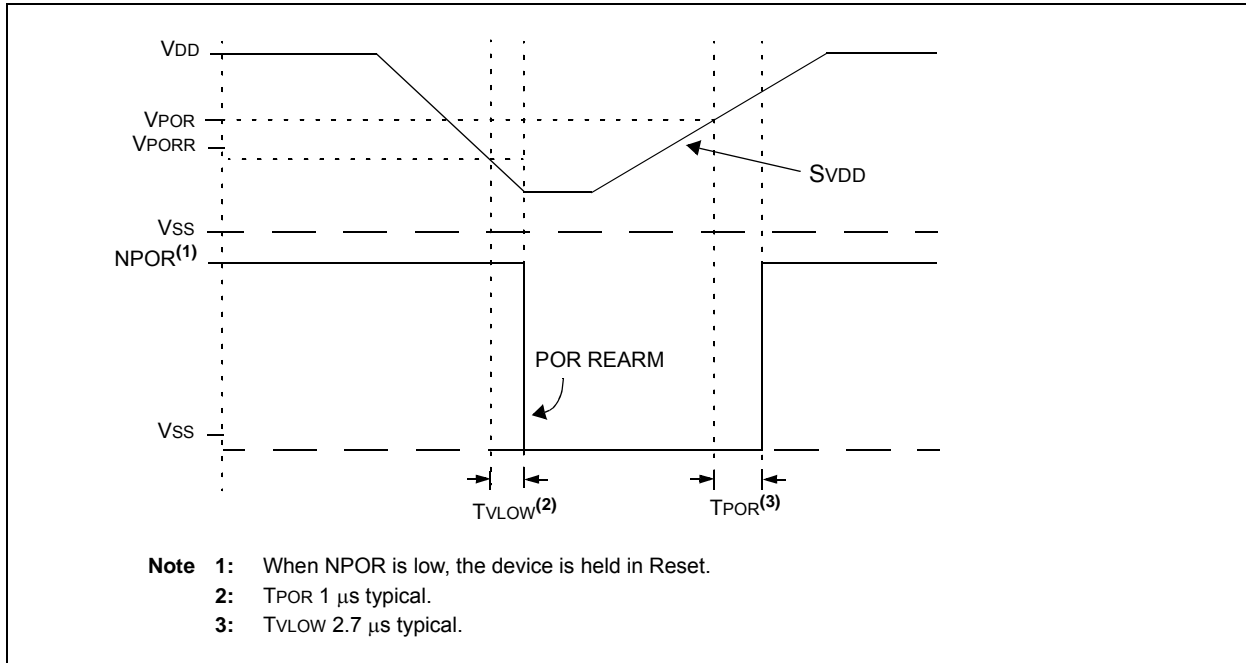 VDD
VPOR
VPORR
SVDD
VSS
NPOR(1)
POR REARM
VSS
TVLOW(2)
TPOR(3)
Note 1: When NPOR is low, the device is held in Reset.
2: TPOR 1 μs typical.
3: TVLOW 2.7 μs typical.